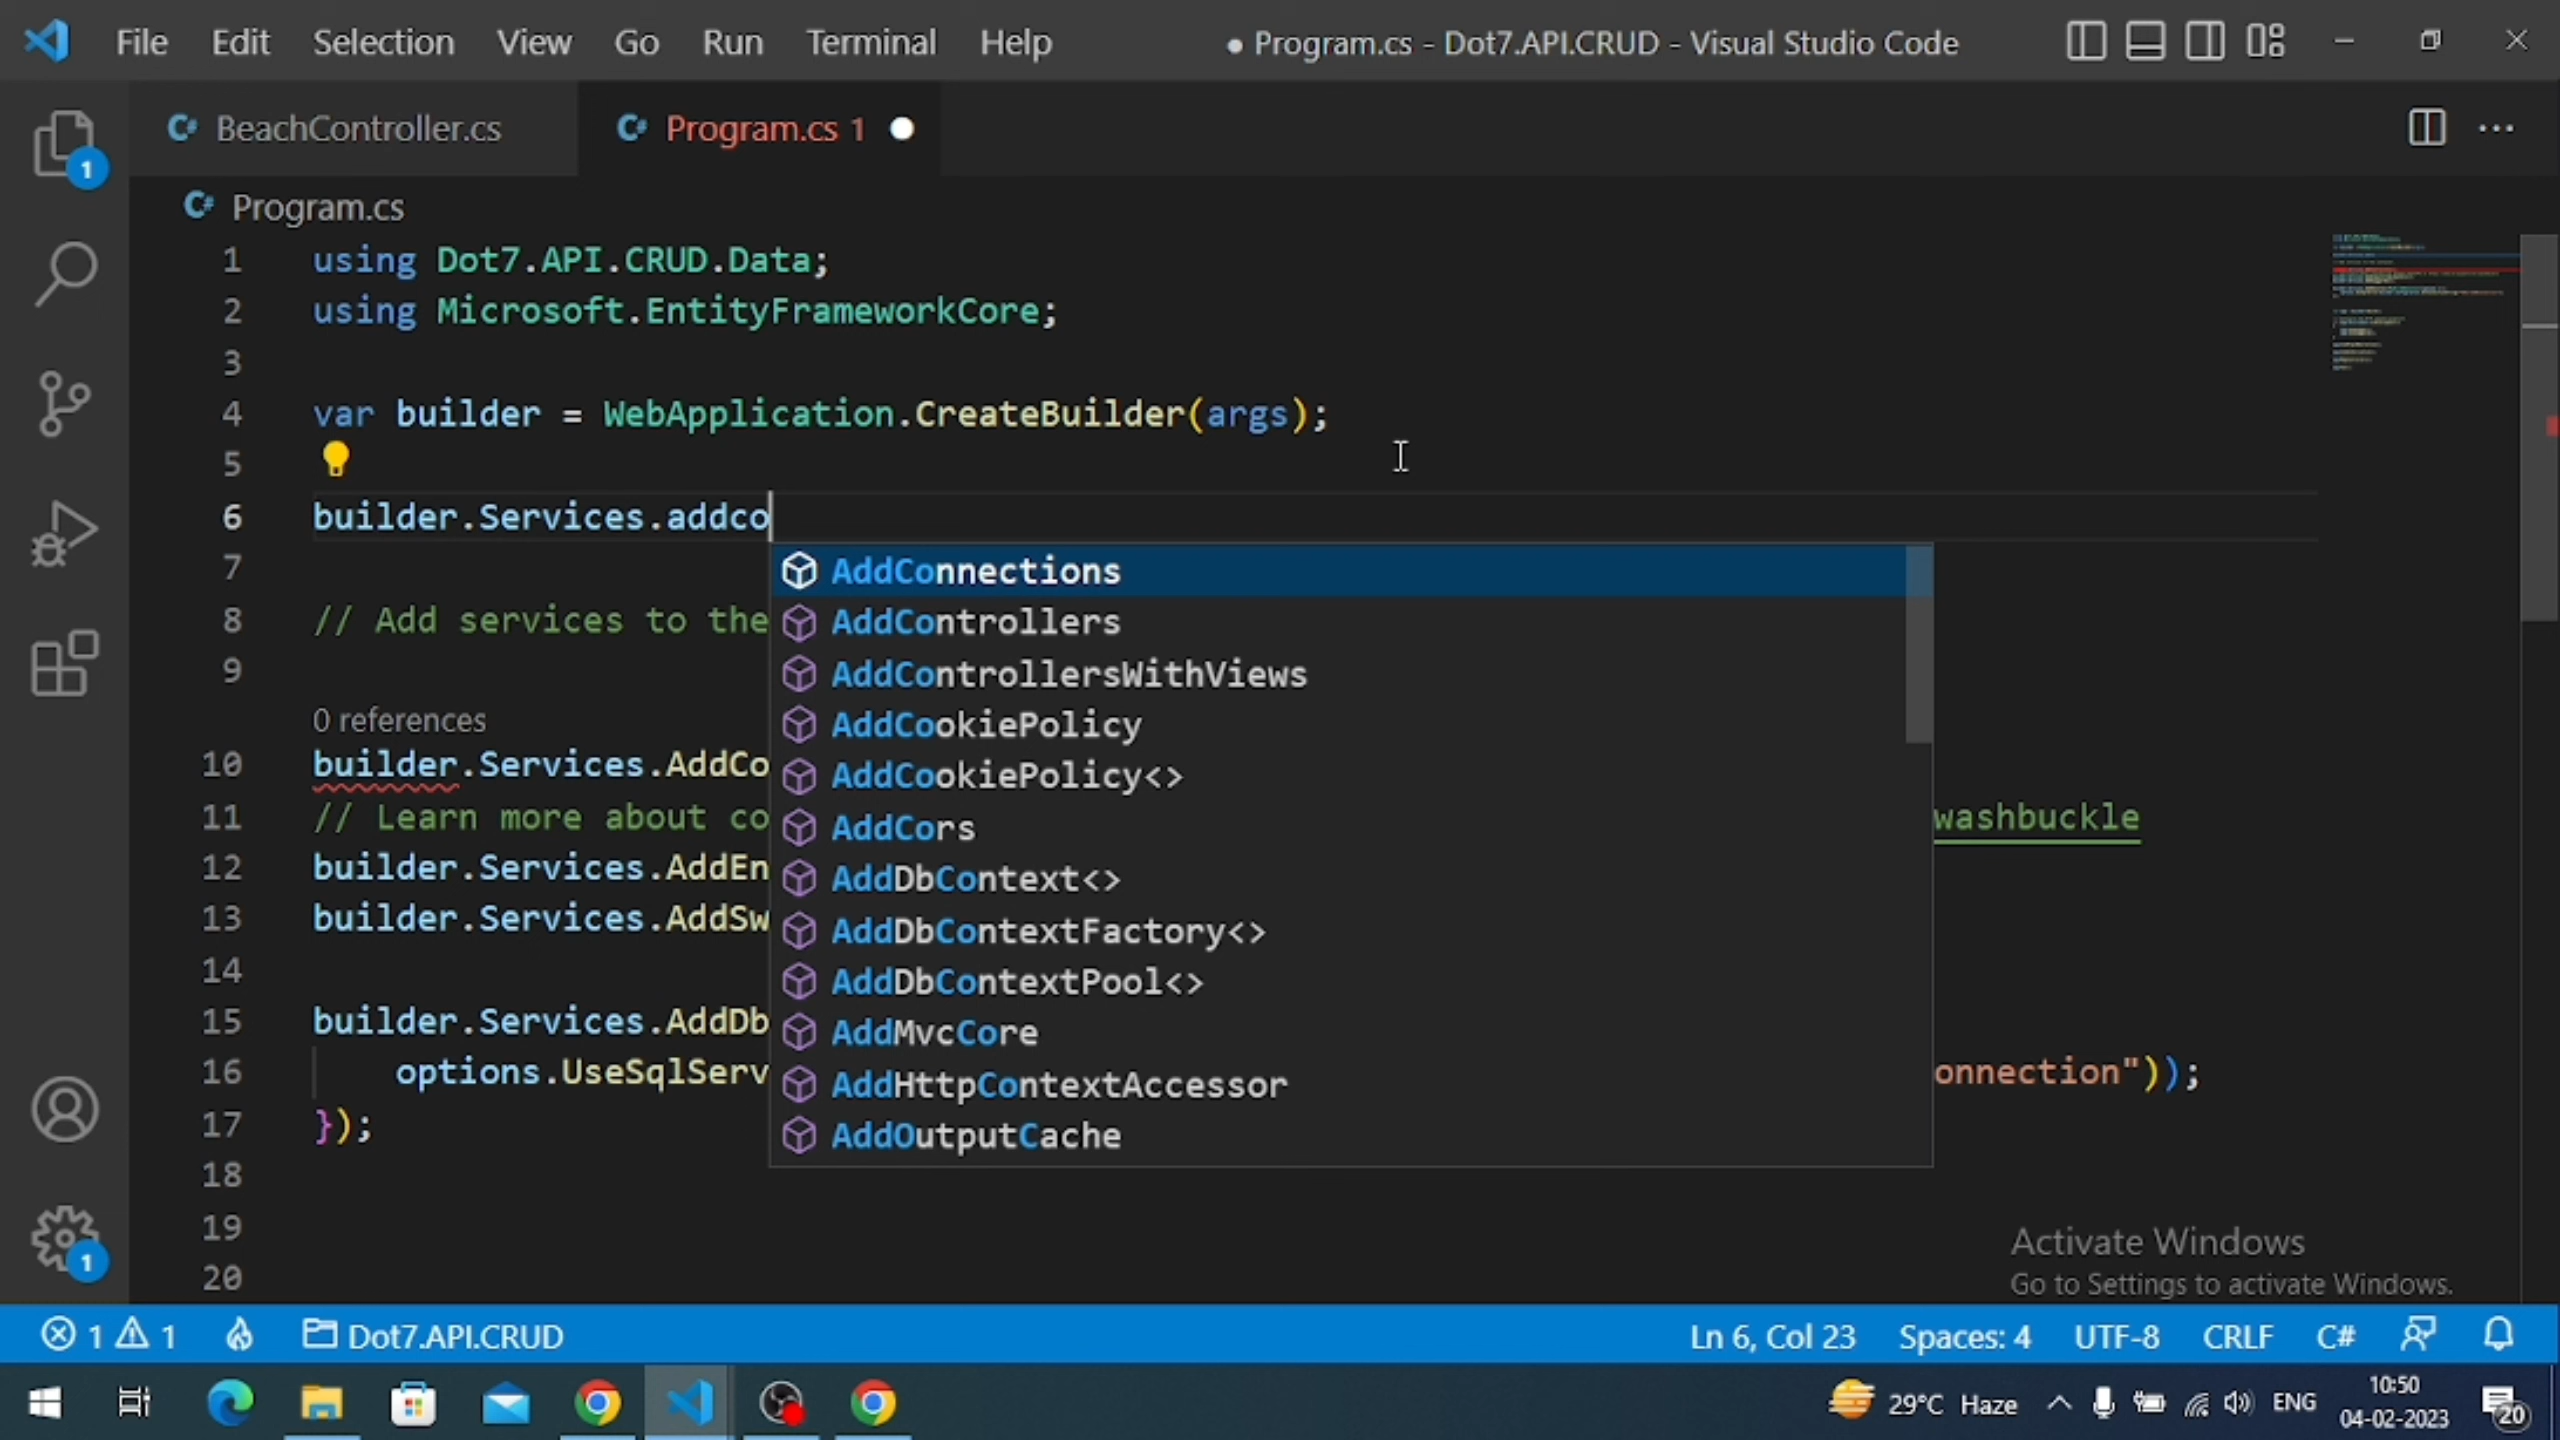 File Edit Selection View Go Run Terminal Help ● Program.cs - Dot7.API.CRUD - Visual Studio Code
BeachController.cs Program.cs 1
Program.cs
1 using Dot7.API.CRUD.Data;
2 using Microsoft.EntityFrameworkCore;
3
4 var builder = WebApplication.CreateBuilder(args);
5
6 builder.Services.addco
AddConnections
7
AddControllers
8 // Add services to the
AddControllersWithViews
9
AddCookiePolicy
0 references
AddCookiePolicy<>
10 builder.Services.AddCo
AddCors
11 // Learn more about co washbuckle
AddDbContext<>
12 builder.Services.AddEn
AddDbContextFactory<>
13 builder.Services.AddSw
AddDbContextPool<>
14
AddMvcCore
15 builder.Services.AddDb
AddHttpContextAccessor
16 options.UseSqlServ onnection"));
AddOutputCache
17 });
18
19
20
Activate Windows
Go to Settings to activate Windows.
1 1 Dot7.API.CRUD Ln 6, Col 23 Spaces: 4 UTF-8 CRLF C#
29°C Haze ENG 10:50
04-02-2023 20